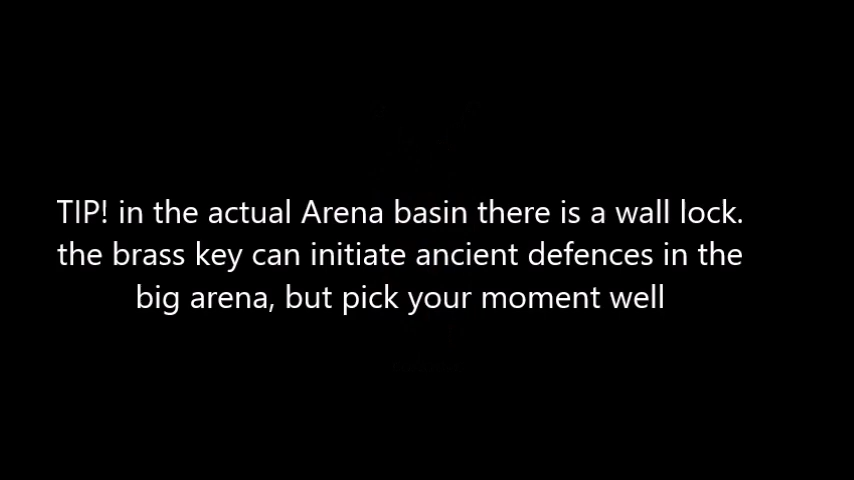 TIP! in the actual Arena basin there is a wall lock.
the brass key can initiate ancient defences in the
big arena, but pick your moment well